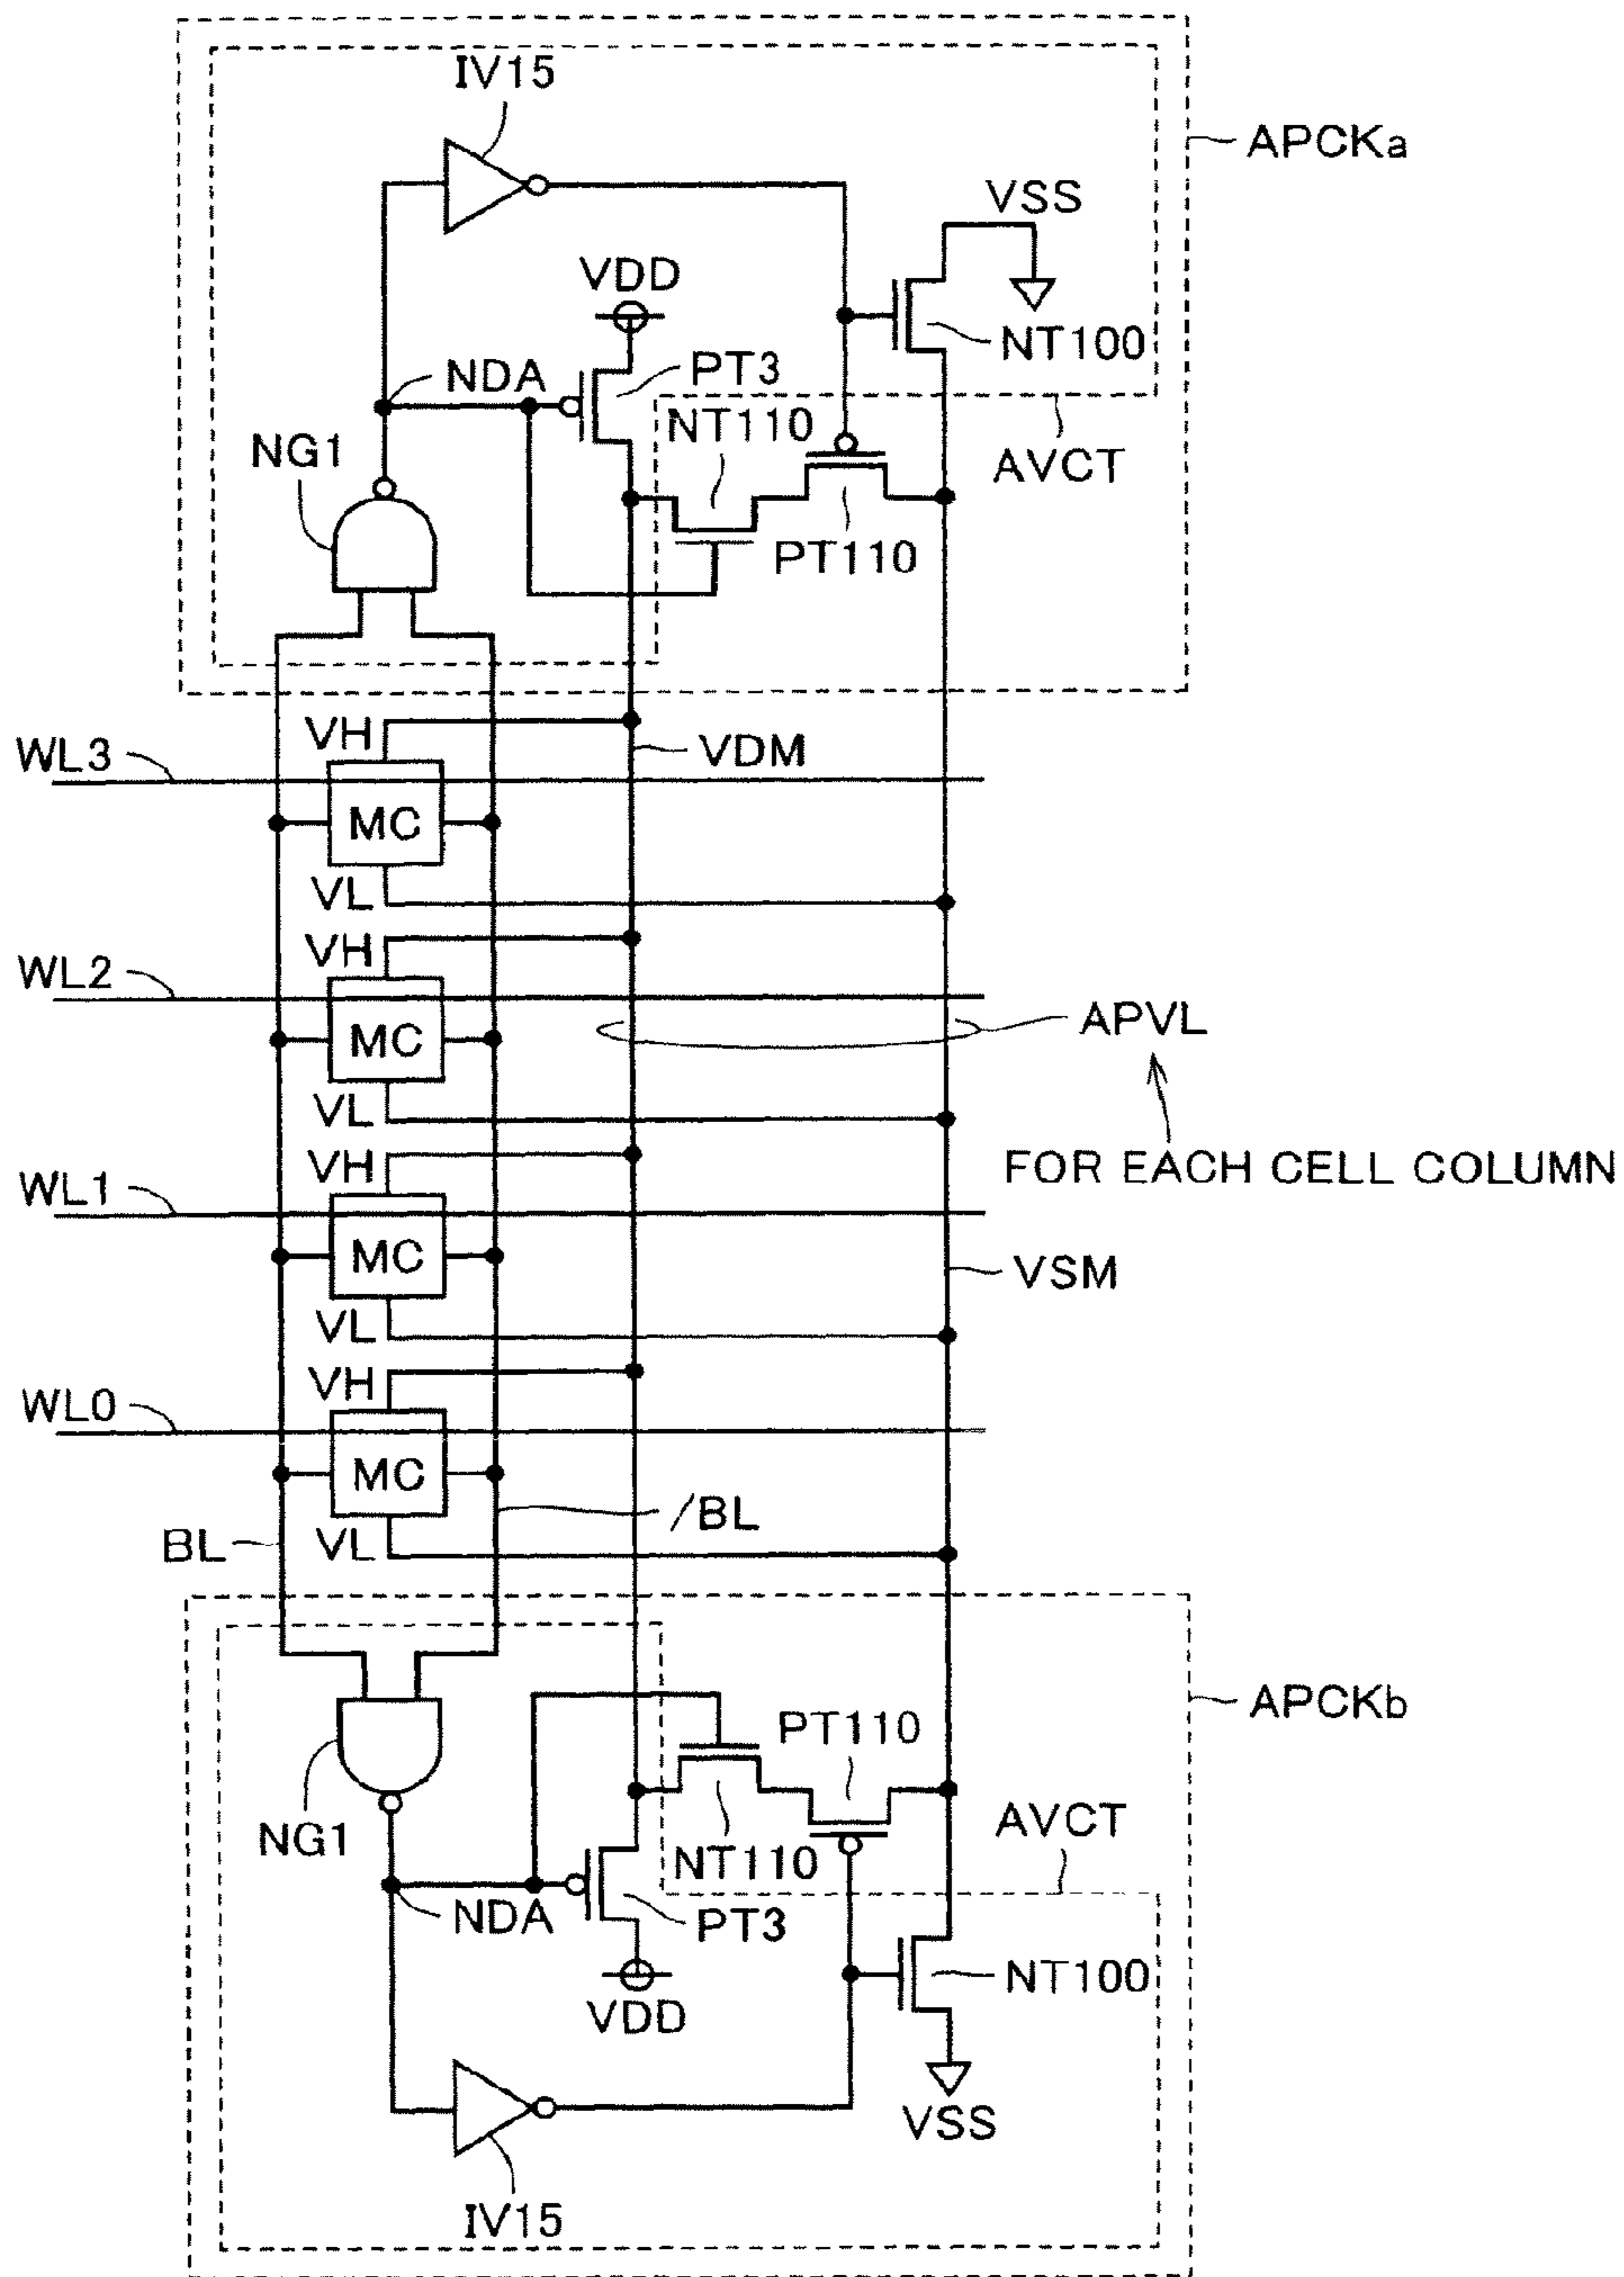 IV15
APCKa
VSS
VDD
NT100
NDA
PT3
NT110
NG1
AVCT
PT110
VH
WL3
VDM
MC
VL
VH
WL2
APVL
MC
VL
FOR EACH CELL COLUMN
VH
WL1
MC
VSM
VL
VH
WL0
MC
/BL
BL
VL
APCKb
PT110
AVCT
NG1
NT110
NDA
PT3
NT100
VDD
VSS
IV15